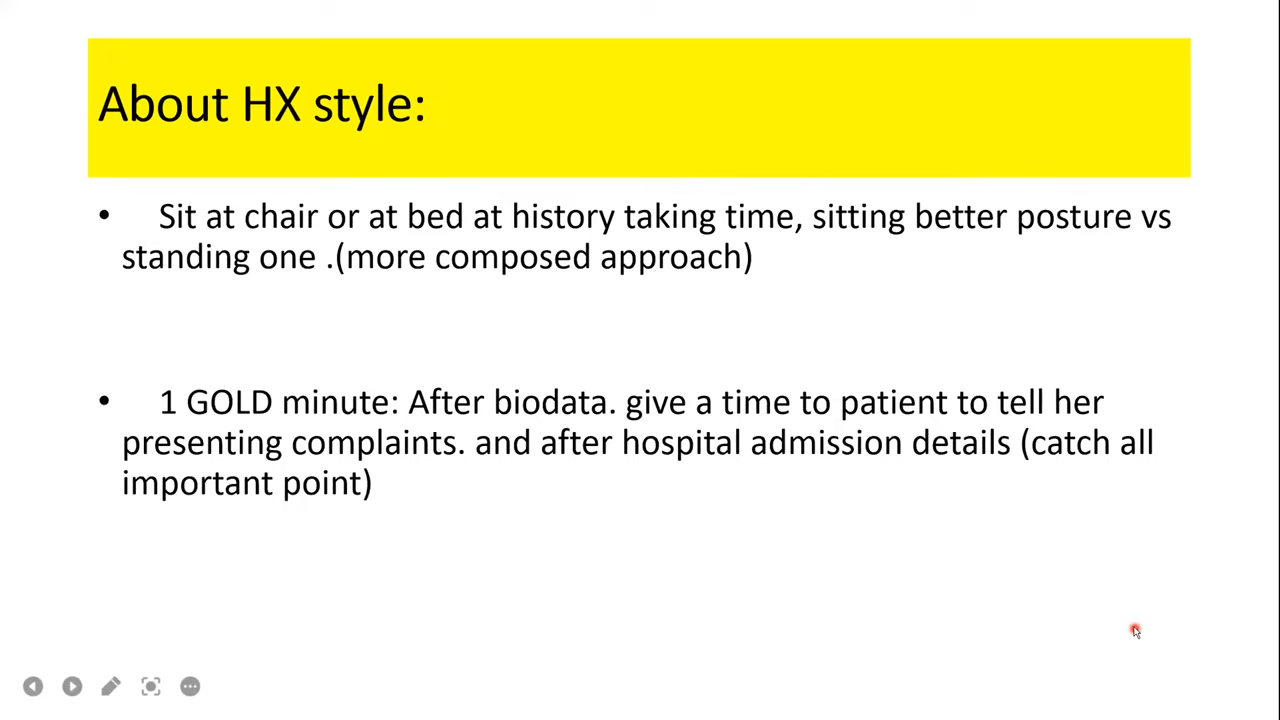 About HX style:
• Sit at chair or at bed at history taking time, sitting better posture vs
standing one .(more composed approach)
• 1 GOLD minute: After biodata. give a time to patient to tell her
presenting complaints. and after hospital admission details (catch all
important point)